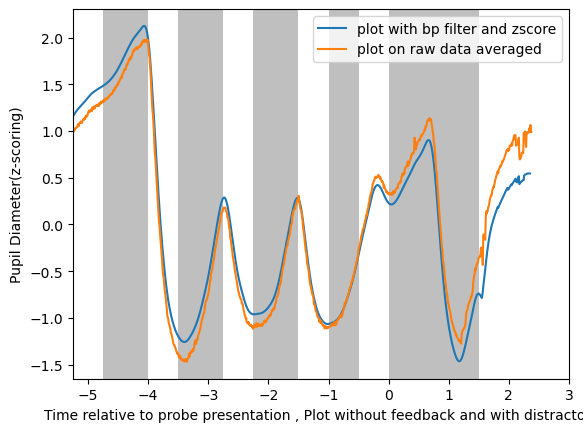 plot with bp filter and zscore
plot on raw data averaged
Pupil Diameter(z-scoring)
2.0
1.5
1.0
0.5
0.0
−0.5
−1.0
−1.5
−5 −4 −3 −2 −1 0 1 2 3
Time relative to probe presentation , Plot without feedback and with distracto